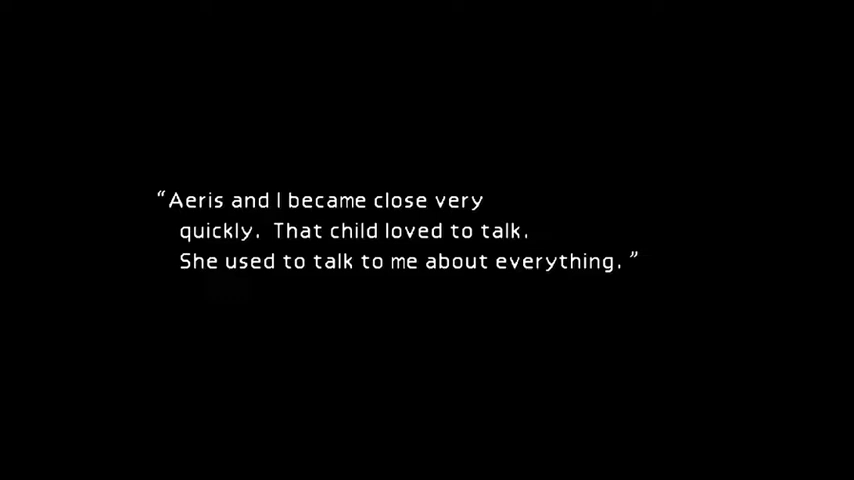 “Aeris and I became close very
quickly. That child loved to talk.
She used to talk to me about everything.”